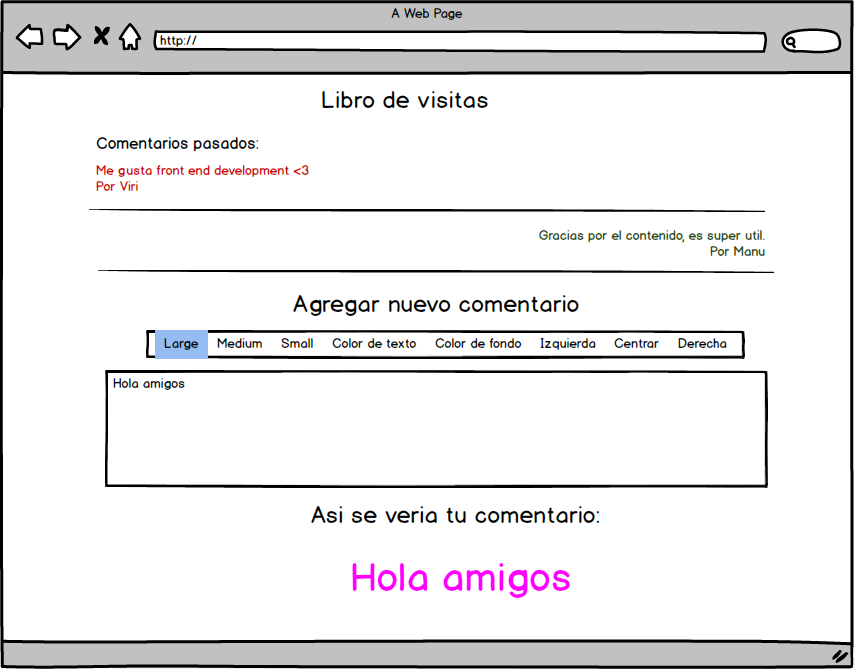 A Web Page
http://
Libro de visitas
Comentarios pasados:
Me gusta front end development <3
Por Viri
Gracias por el contenido, es super util.
Por Manu
Agregar nuevo comentario
Large Medium Small Color de texto Color de fondo Izquierda Centrar Derecha
Hola amigos
Asi se veria tu comentario:
Hola amigos